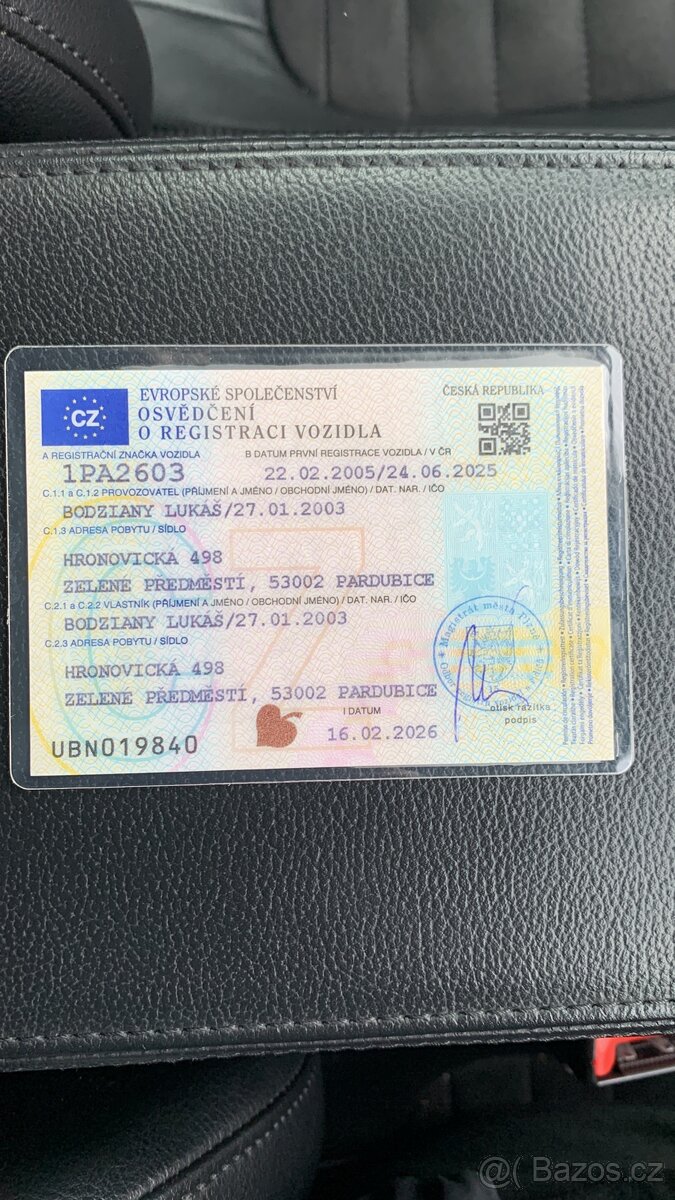 EVROPSKÉ SPOLEČENSTVÍ
ČESKÁ REPUBLIKA
CZ
OSVĚDČENÍ
O REGISTRACI VOZIDLA
A REGISTRAČNÍ ZNAČKA VOZIDLA
B DATUM PRVNÍ REGISTRACE VOZIDLA / V ČR
1PA2603
22.02.2005/24.06.2025
C.1.1 a C.1.2 PROVOZOVATEL (PŘÍJMENÍ A JMÉNO / OBCHODNÍ JMÉNO) / DAT. NAR. / IČO
BODZIANY LUKÁŠ/27.01.2003
C.1.3 ADRESA POBYTU / SÍDLO
HRONOVICKÁ 498
ZELENÉ PŘEDMĚSTÍ, 53002 PARDUBICE
C.2.1 a C.2.2 VLASTNÍK (PŘÍJMENÍ A JMÉNO / OBCHODNÍ JMÉNO) / DAT. NAR. / IČO
BODZIANY LUKÁŠ/27.01.2003
C.2.3 ADRESA POBYTU / SÍDLO
HRONOVICKÁ 498
ZELENÉ PŘEDMĚSTÍ, 53002 PARDUBICE
Magistrát města Plzně
otisk razítka
podpis
I DATUM
16.02.2026
UBN019840
@( Bazos.cz